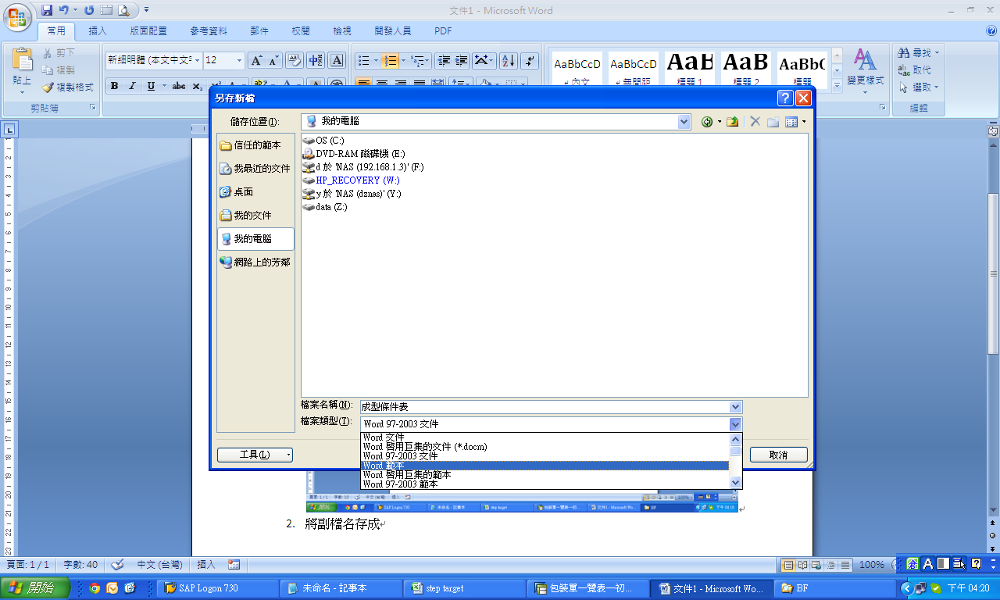 文件1 - Microsoft Word
常用 插入 版面配置 參考資料 郵件 校閱 檢視 開發人員 PDF
貼上
剪下
複製
複製格式
剪貼簿
新細明體 (本文中文字 12
AaBbCcD AaBbCcD AaB AaB AaBbC
內文 無間距 標題 1 標題 2 標題
變更樣式
尋找
取代
選取
編輯
另存新檔
儲存位置(I): 我的電腦
信任的範本
我最近的文件
桌面
我的文件
我的電腦
網路上的芳鄰
OS (C:)
DVD-RAM 磁碟機 (E:)
d 於 'NAS (192.168.1.3)' (F:)
HP_RECOVERY (W:)
y 於 'NAS (dznas)' (Y:)
data (Z:)
檔案名稱(N): 成型條件表
檔案類型(T): Word 97-2003 文件
Word 文件
Word 啓用巨集的文件 (*.docm)
Word 97-2003 文件
Word 範本
Word 啓用巨集的範本
Word 97-2003 範本
工具(L) 取消
2. 將副檔名存成
頁面: 1 / 1 字數: 40 中文 (台灣) 插入 100%
開始 SAP Logon 730 未命名 - 記事本 step target 包裝單一覽表一初... 文件1 - Microsoft Wo... BF 下午 04:20